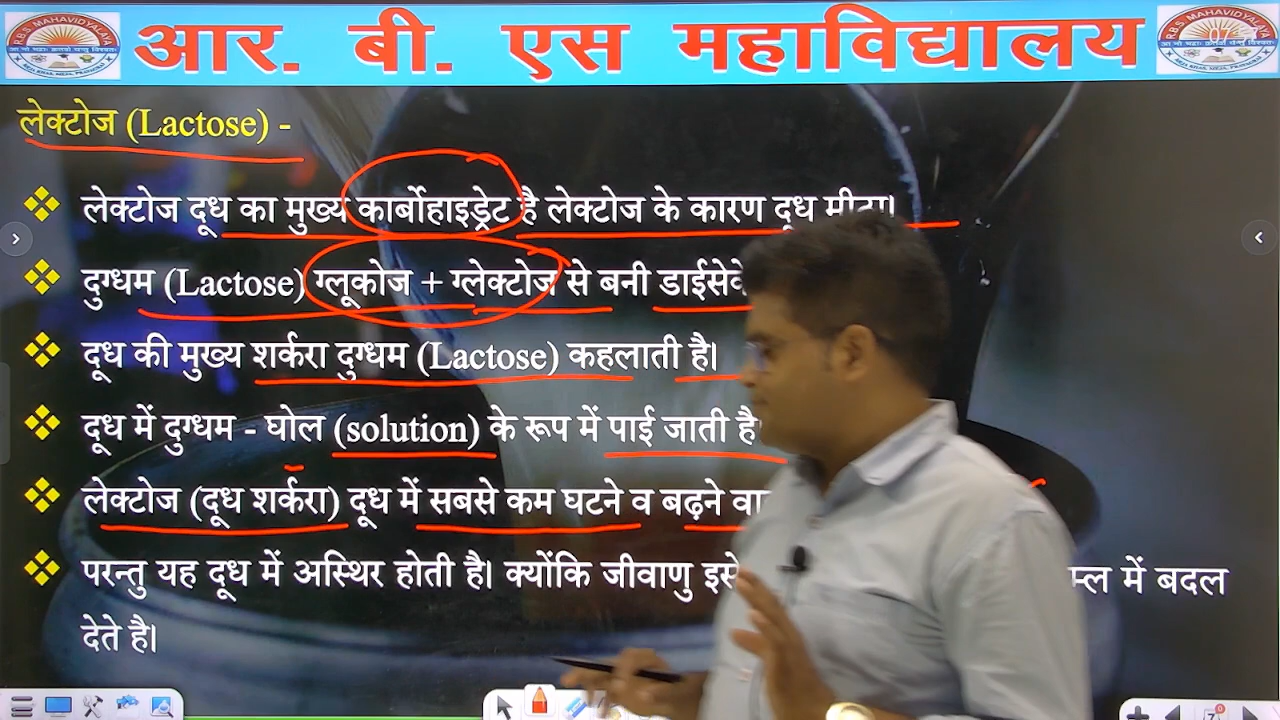 आर. बी. एस महाविद्यालय
लेक्टोज (Lactose) -
लेक्टोज दूध का मुख्य कार्बोहाइड्रेट है लेक्टोज के कारण दूध मीठा।
दुग्धम (Lactose) ग्लूकोज + ग्लेक्टोज से बनी
दूध की मुख्य शर्करा दुग्धम (Lactose) कहलाती है।
दूध में दुग्धम - घोल (solution) के रूप में पाई जाती है
लेक्टोज (दूध शर्करा) दूध में सबसे कम घटने व बढ़ने
परन्तु यह दूध में अस्थिर होती है। क्योंकि जीवाणु में बदल
देते है।